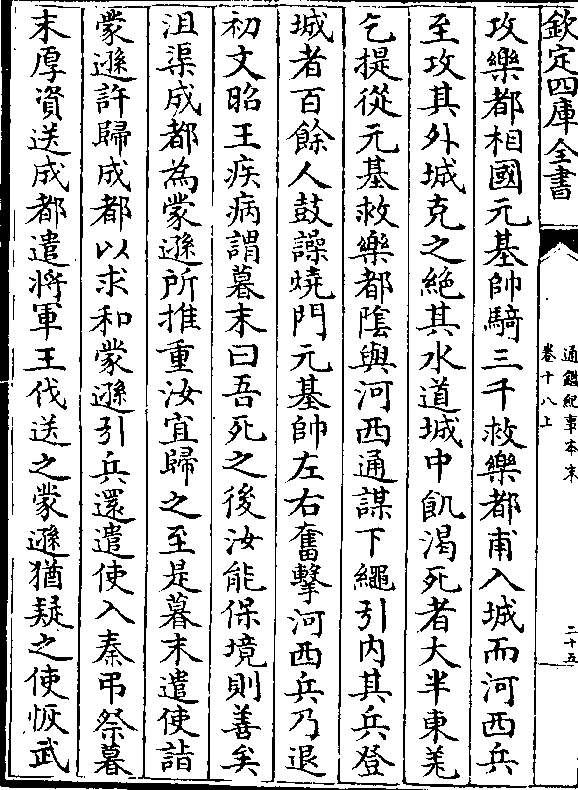 欽定四庫全書
通鑑紀事本末
卷十八上
二十五
攻樂都相國元基帥騎三千救樂都甫入城而河西兵
至攻其外城克之絶其水道城中飢渴死者大半東羌
乞提從元基救樂都隂與河西通謀下繩引内其兵登
城者百餘人鼓譟燒門元基帥左右奮擊河西兵乃退
初文昭王疾病謂暮末曰吾死之後汝能保境則善矣
沮渠成都為蒙遜所推重汝宜歸之至是暮末遣使詣
蒙遜許歸成都以求和蒙遜引兵還遣使入秦弔祭暮
末厚資送成都遣將軍王伐送之蒙遜猶疑之使恢武